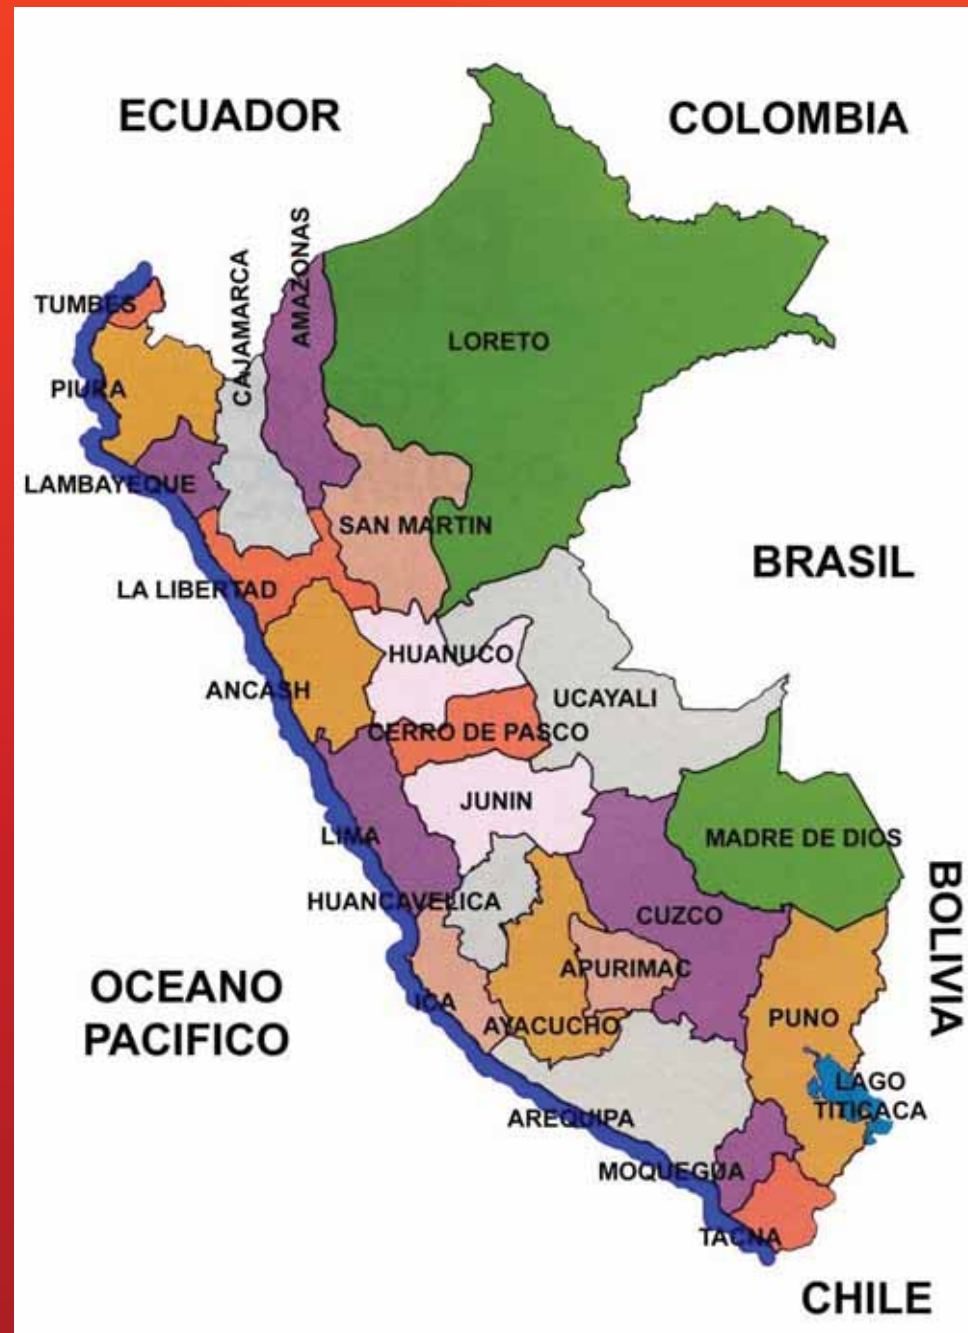 ECUADOR
COLOMBIA
AMAZONAS
CAJAMARCA
TUMBES
LORETO
PIURA
LAMBAYEQUE
SAN MARTIN
BRASIL
LA LIBERTAD
HUANUCO
ANCASH
UCAYALI
CERRO DE PASCO
JUNIN
LIMA
MADRE DE DIOS
HUANCAVELICA
CUZCO
BOLIVIA
APURIMAC
OCEANO
PACIFICO
ICA
AYACUCHO
PUNO
LAGO
TITICACA
AREQUIPA
MOQUEGUA
TACNA
CHILE